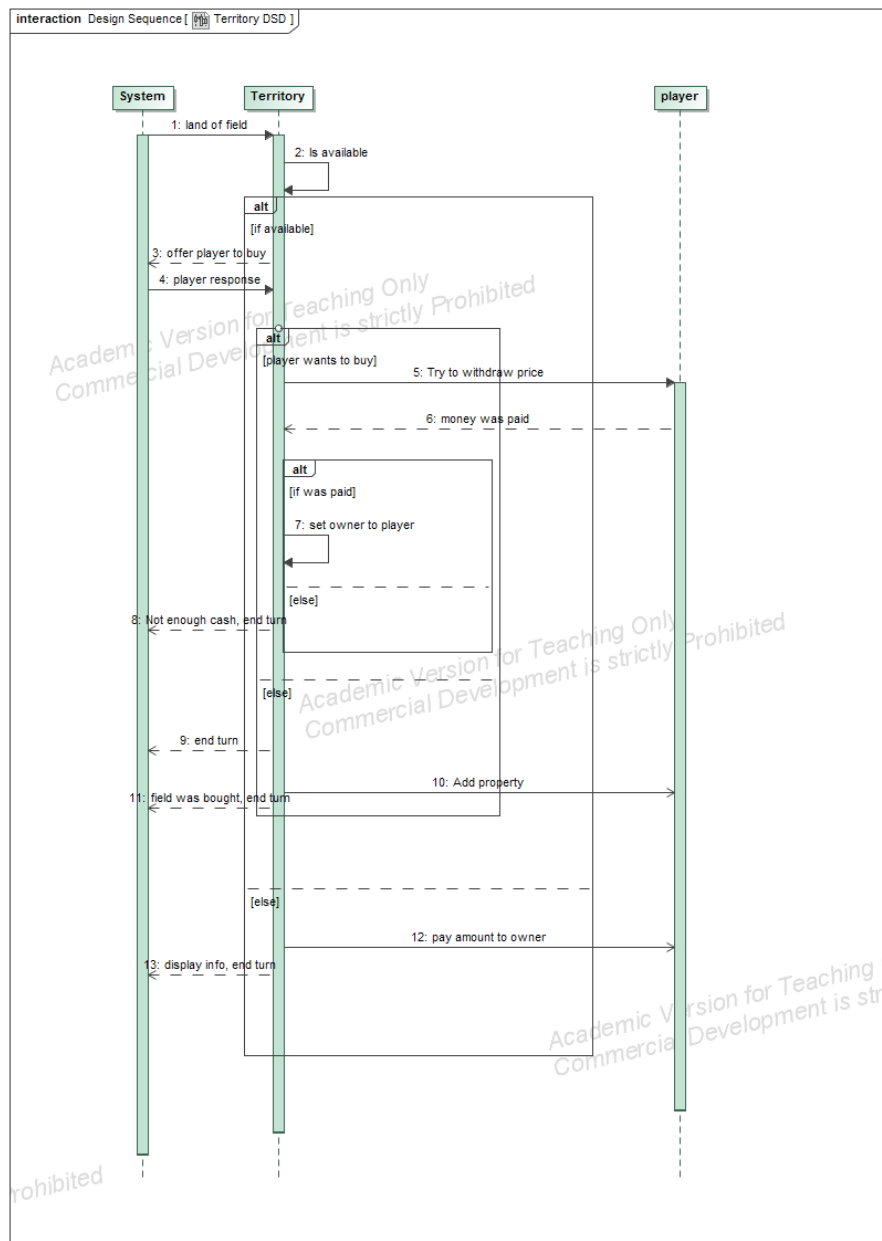 interaction Design Sequence [ Territory DSD ]
System
Territory
player
1: land of field
2: Is available
alt
[if available]
3: offer player to buy
4: player response
Academic Version for Teaching Only
Commercial Development is strictly Prohibited
alt
[player wants to buy]
5: Try to withdraw price
6: money was paid
alt
[if was paid]
7: set owner to player
[else]
8: Not enough cash, end turn
Academic Version for Teaching Only
Commercial Development is strictly Prohibited
[else]
9: end turn
10: Add property
11: field was bought, end turn
[else]
12: pay amount to owner
13: display info, end turn
Academic Version for Teaching
Commercial Development is str
rohibited